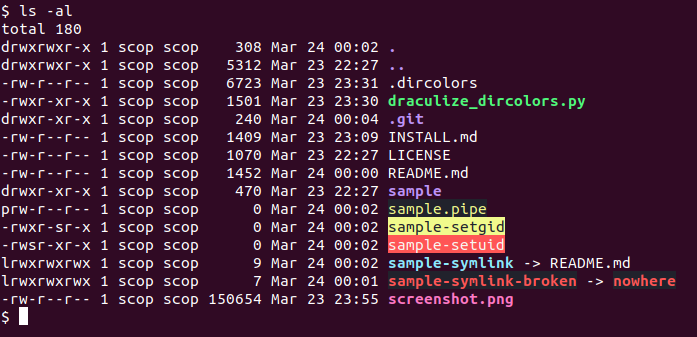 $ ls -al
total 180
drwxrwxr-x 1 scop scop    308 Mar 24 00:02 .
drwxr-xr-x 1 scop scop   5312 Mar 23 22:27 ..
-rw-r--r-- 1 scop scop   6723 Mar 23 23:31 .dircolors
-rwxr-xr-x 1 scop scop   1501 Mar 23 23:30 draculize_dircolors.py
drwxr-xr-x 1 scop scop    240 Mar 24 00:04 .git
-rw-r--r-- 1 scop scop   1409 Mar 23 23:09 INSTALL.md
-rwxr--r-- 1 scop scop   1070 Mar 23 22:27 LICENSE
-rw-r--r-- 1 scop scop   1452 Mar 24 00:00 README.md
drwxr-xr-x 1 scop scop    470 Mar 23 22:27 sample
prw-r--r-- 1 scop scop      0 Mar 24 00:02 sample.pipe
-rwxr-sr-x 1 scop scop      0 Mar 24 00:02 sample-setgid
-rwsr-xr-x 1 scop scop      0 Mar 24 00:02 sample-setuid
lrwxrwxrwx 1 scop scop      9 Mar 24 00:02 sample-symlink -> README.md
lrwxrwxrwx 1 scop scop      7 Mar 24 00:01 sample-symlink-broken -> nowhere
-rw-r--r-- 1 scop scop 150654 Mar 23 23:55 screenshot.png
$